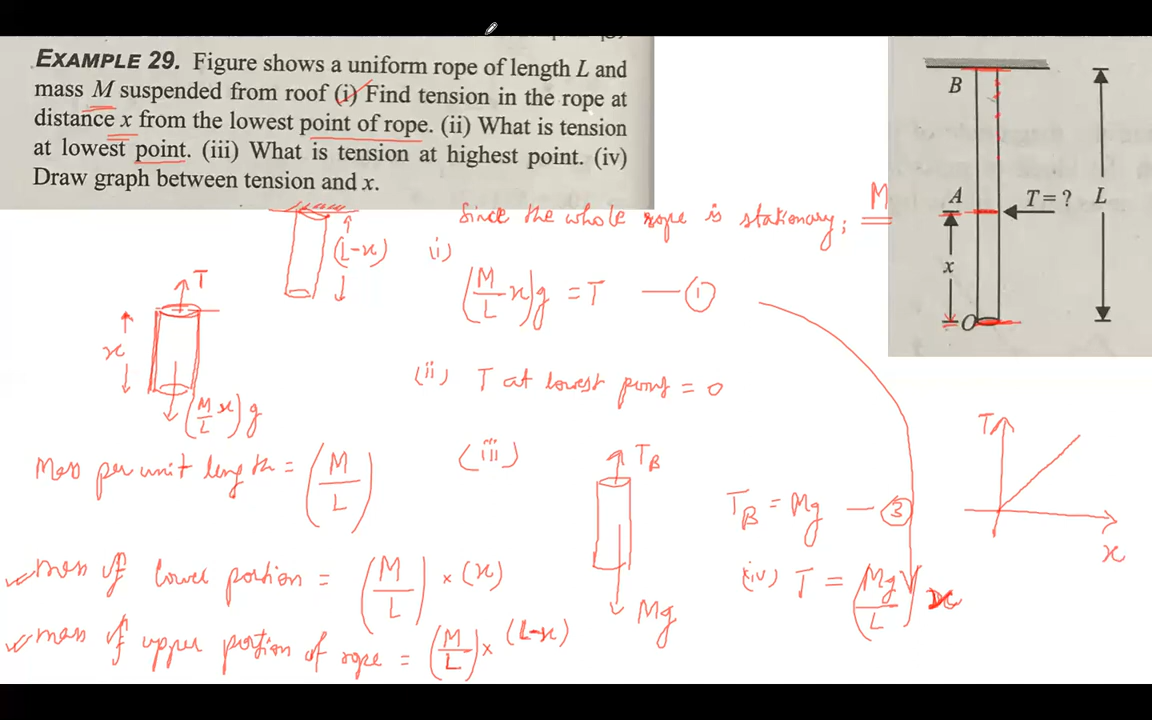 EXAMPLE 29. Figure shows a uniform rope of length L and
mass M suspended from roof (i) Find tension in the rope at
distance x from the lowest point of rope. (ii) What is tension
at lowest point. (iii) What is tension at highest point. (iv)
Draw graph between tension and x.
B
A
T = ?
L
x
O
Since the whole rope is stationary; M
(L-x)
(i) (M/L x)g = T — ①
T
x
(M/L x)g
(ii) T at lowest point = 0
Mass per unit length = (M/L)
(iii)
T_B
Mg
T_B = Mg — ③
(iv) T = (Mg/L) x
T
x
mass of lower portion = (M/L) × (x)
mass of upper portion of rope = (M/L) × (L-x)